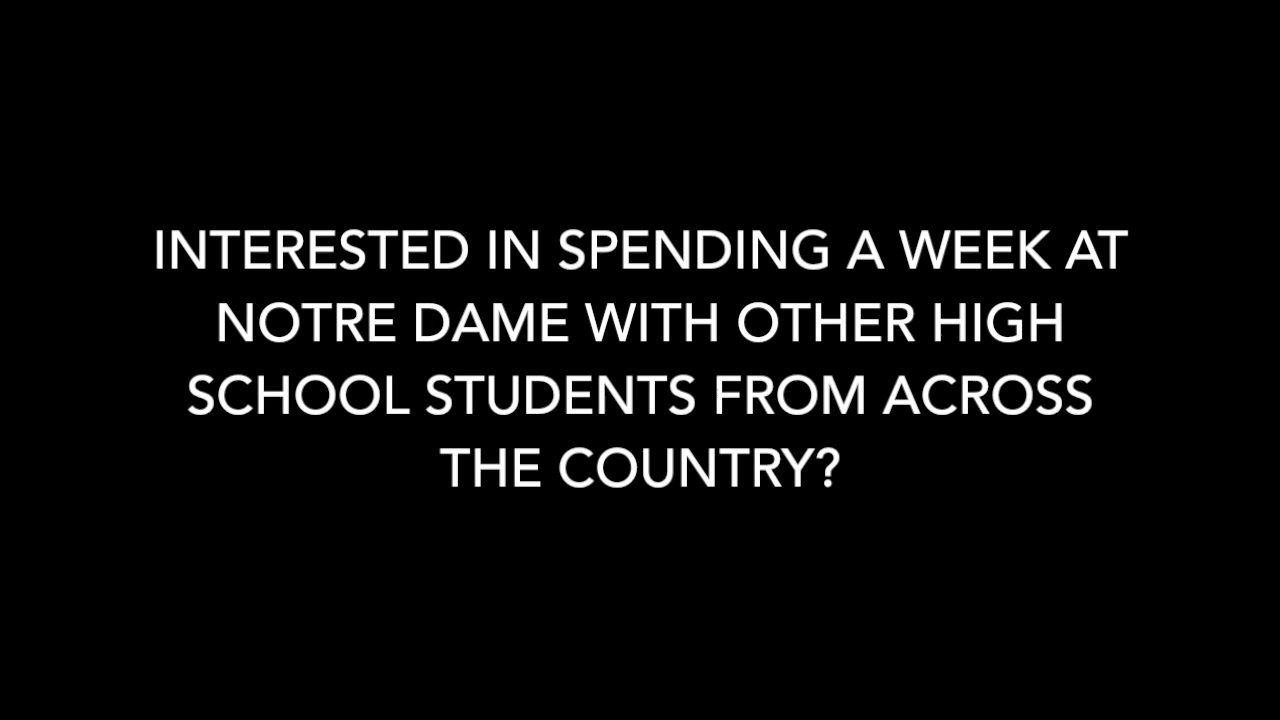 INTERESTED IN SPENDING A WEEK AT
NOTRE DAME WITH OTHER HIGH
SCHOOL STUDENTS FROM ACROSS
THE COUNTRY?